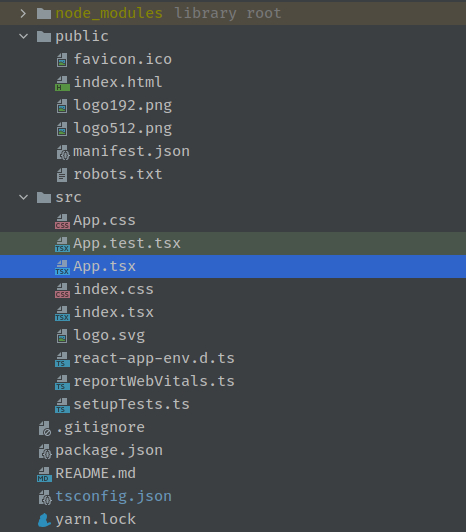 node_modules library root
public
favicon.ico
index.html
logo192.png
logo512.png
manifest.json
robots.txt
src
App.css
App.test.tsx
App.tsx
index.css
index.tsx
logo.svg
react-app-env.d.ts
reportWebVitals.ts
setupTests.ts
.gitignore
package.json
README.md
tsconfig.json
yarn.lock